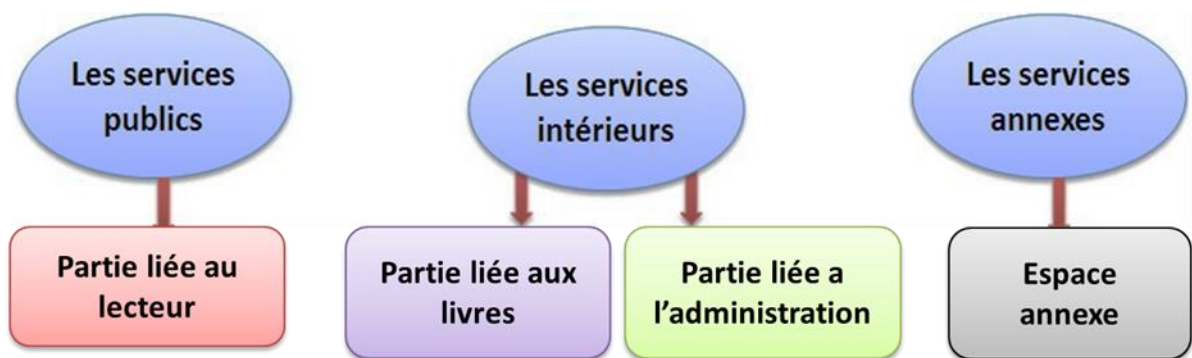 Les services
publics
Les services
intérieurs
Les services
annexes
Partie liée au
lecteur
Partie liée aux
livres
Partie liée a
l’administration
Espace
annexe